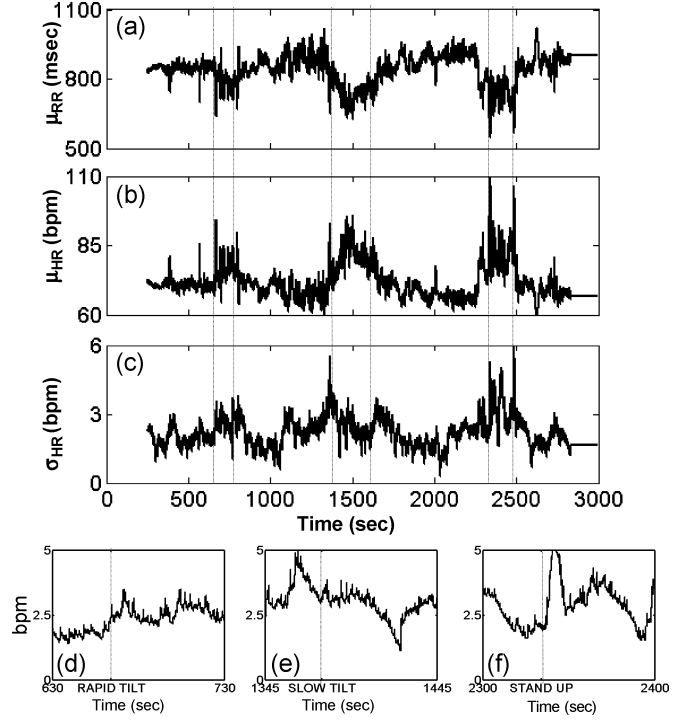 1100
(a)
800
μRR (msec)
500
110
(b)
85
μHR (bpm)
60
6
(c)
3
σHR (bpm)
0
0 500 1000 1500 2000 2500 3000
Time (sec)
5
2.5
bpm
0
(d)
630 RAPID TILT 730
Time (sec)
5
2.5
0
(e)
1345 SLOW TILT 1445
Time (sec)
5
2.5
0
(f)
2300 STAND UP 2400
Time (sec)